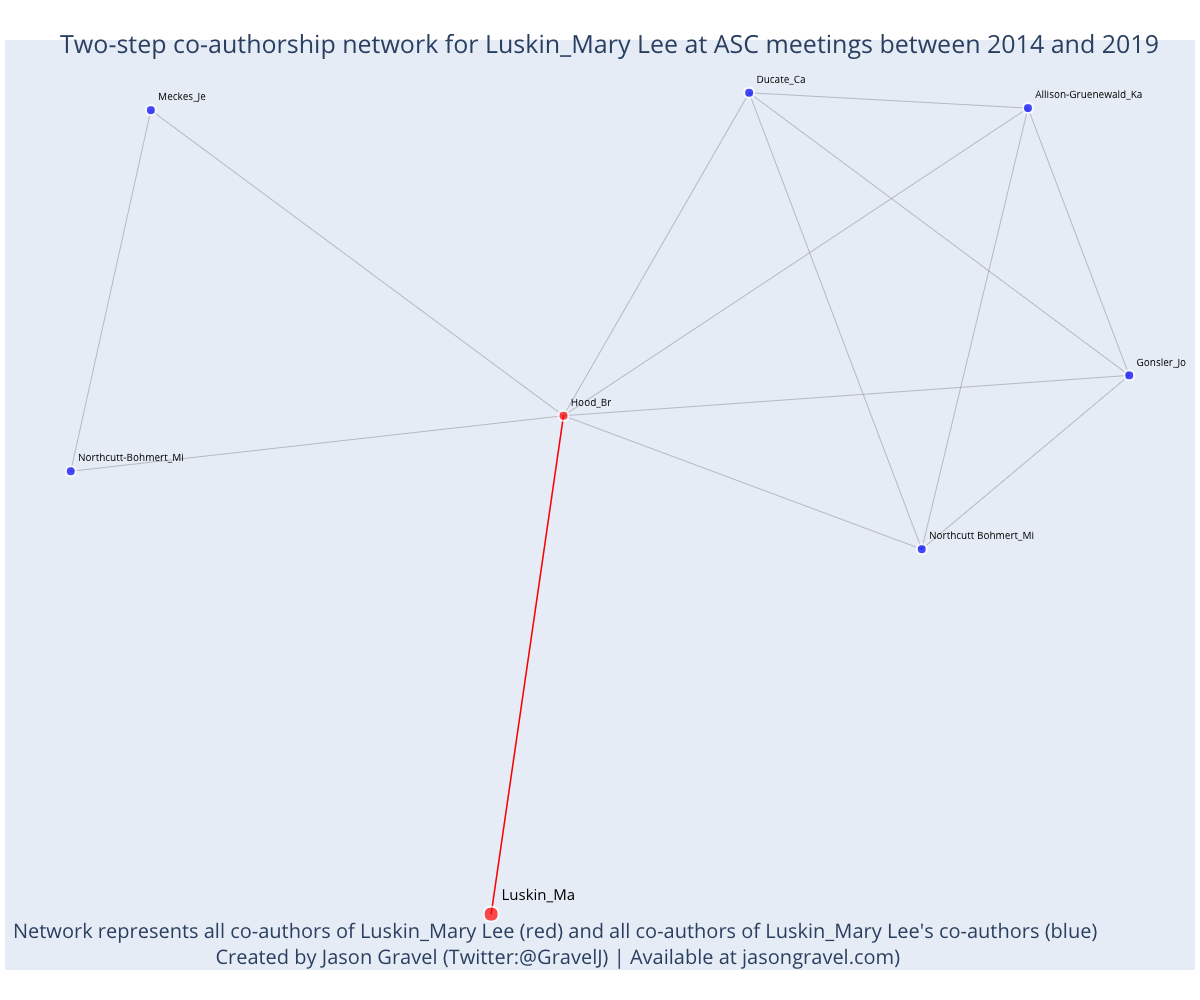 Two-step co-authorship network for Luskin_Mary Lee at ASC meetings between 2014 and 2019
Ducate_Ca
Meckes_Je
Allison-Gruenewald_Ka
Gonsler_Jo
Hood_Br
Northcutt-Bohmert_Mi
Northcutt Bohmert_Mi
Luskin_Ma
Network represents all co-authors of Luskin_Mary Lee (red) and all co-authors of Luskin_Mary Lee's co-authors (blue)
Created by Jason Gravel (Twitter:@GravelJ) | Available at jasongravel.com)